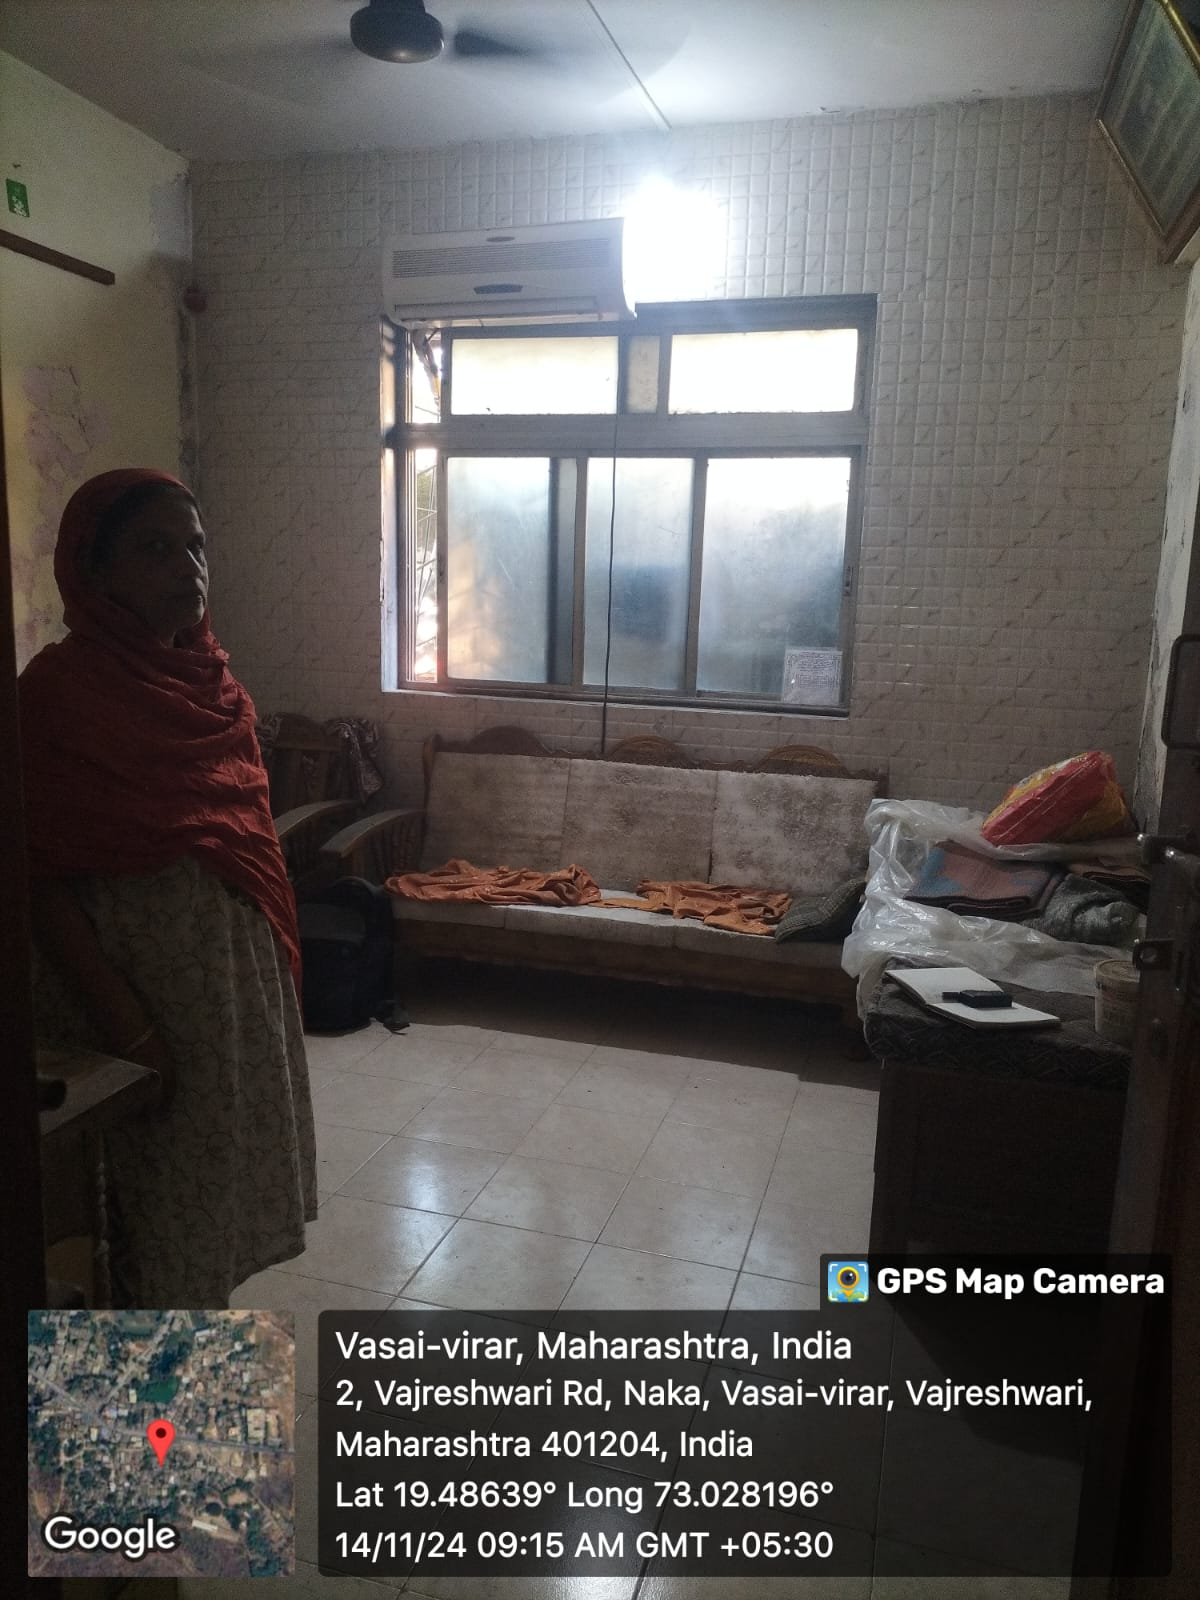 GPS Map Camera
Vasai-virar, Maharashtra, India
2, Vajreshwari Rd, Naka, Vasai-virar, Vajreshwari,
Maharashtra 401204, India
Lat 19.48639° Long 73.028196°
14/11/24 09:15 AM GMT +05:30
Google